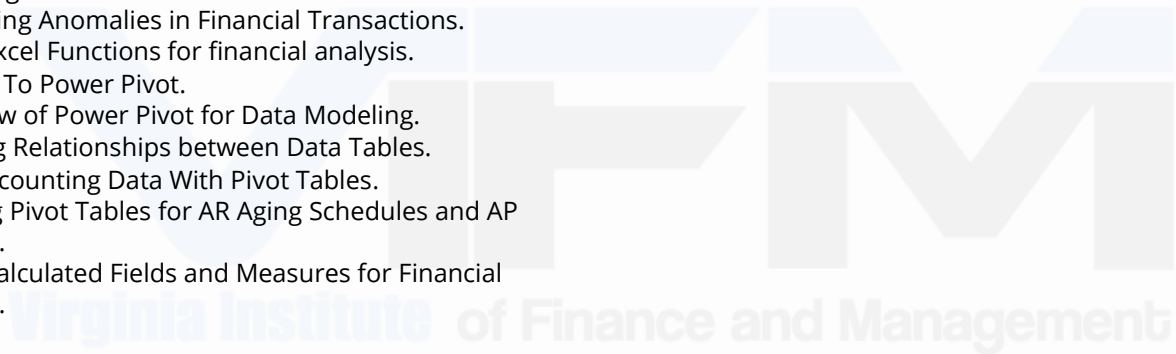 ing Anomalies in Financial Transactions.
xcel Functions for financial analysis.
To Power Pivot.
w of Power Pivot for Data Modeling.
g Relationships between Data Tables.
counting Data With Pivot Tables.
g Pivot Tables for AR Aging Schedules and AP
.
alculated Fields and Measures for Financial
.
VIFM
Virginia Institute of Finance and Management